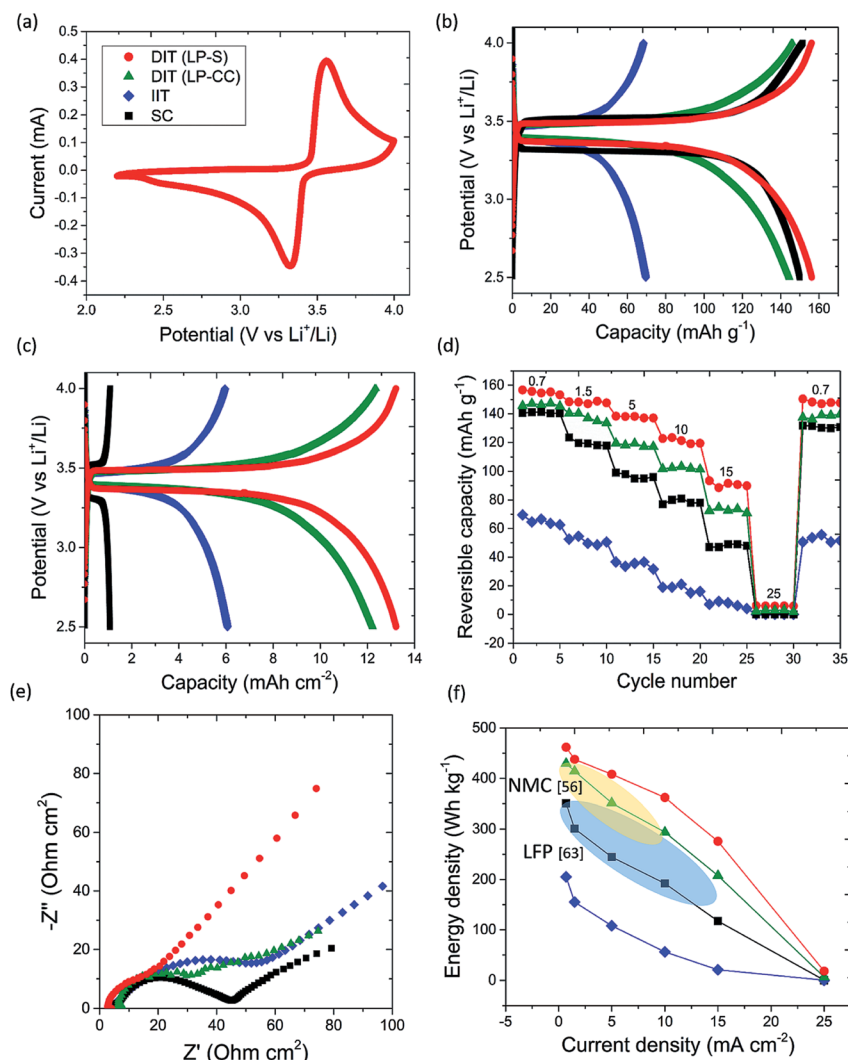 (a)
DIT (LP-S)
DIT (LP-CC)
IIT
SC
0.5
0.4
0.3
0.2
0.1
0.0
-0.1
-0.2
-0.3
-0.4
Current (mA)
2.0 2.5 3.0 3.5 4.0
Potential (V vs Li⁺/Li)
(b)
4.0
3.5
3.0
2.5
Potential (V vs Li⁺/Li)
0 20 40 60 80 100 120 140 160
Capacity (mAh g⁻¹)
(c)
4.0
3.5
3.0
2.5
Potential (V vs Li⁺/Li)
0 2 4 6 8 10 12 14
Capacity (mAh cm⁻²)
(d)
160
140
120
100
80
60
40
20
0
-20
Reversible capacity (mAh g⁻¹)
0.7
1.5
5
10
15
25
0.7
0 5 10 15 20 25 30 35
Cycle number
(e)
100
80
60
40
20
0
-Z'' (Ohm cm²)
0 20 40 60 80 100
Z' (Ohm cm²)
(f)
500
400
300
200
100
0
Energy density (Wh kg⁻¹)
NMC [56]
LFP [63]
-5 0 5 10 15 20 25
Current density (mA cm⁻²)